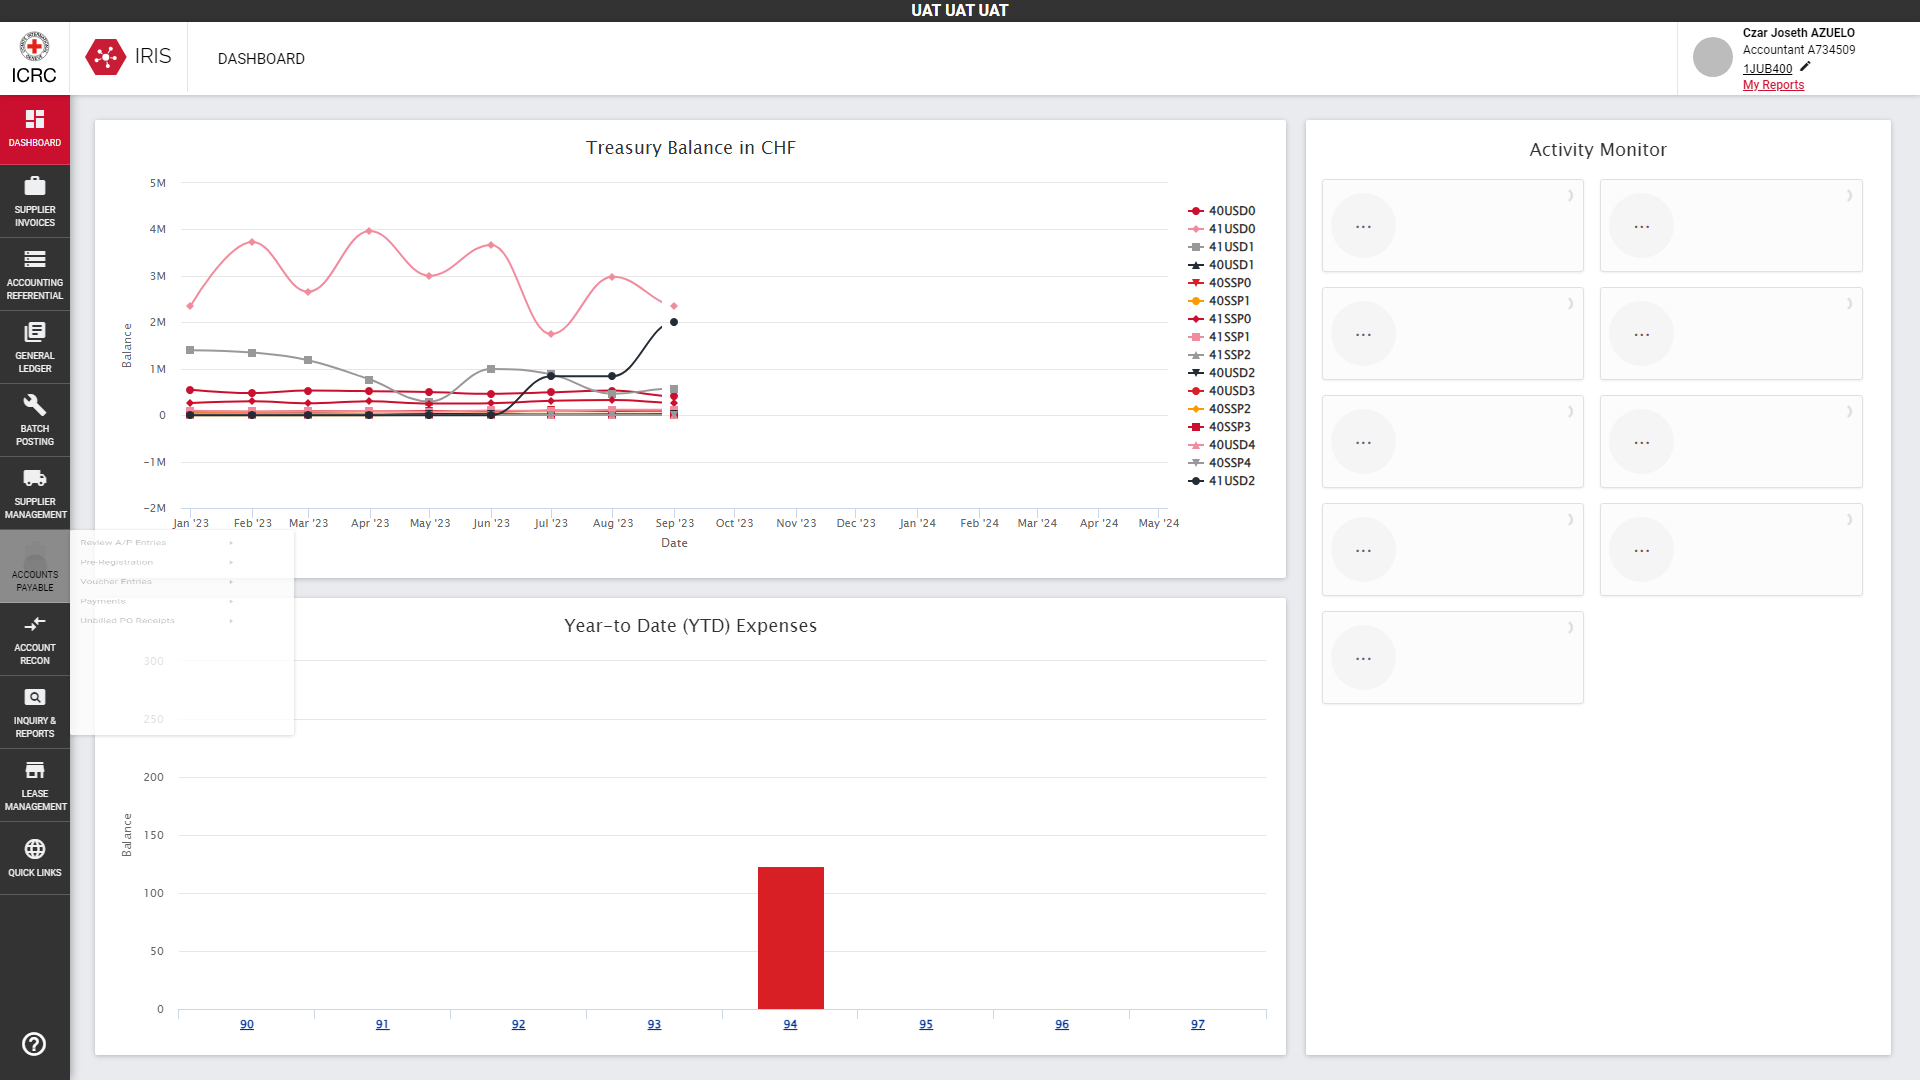 UAT UAT UAT
ICRC
IRIS
DASHBOARD
Czar Joseth AZUELO
Accountant A734509
1JUB400
My Reports
DASHBOARD
SUPPLIER
INVOICES
ACCOUNTING
REFERENTIAL
GENERAL
LEDGER
BATCH
POSTING
SUPPLIER
MANAGEMENT
ACCOUNTS
PAYABLE
ACCOUNT
RECON
INQUIRY &
REPORTS
LEASE
MANAGEMENT
QUICK LINKS
Review A/P Entries
Pre-Registration
Voucher Entries
Payments
Unbilled PO Receipts
Treasury Balance in CHF
Balance
5M
4M
3M
2M
1M
0
-1M
-2M
Jan '23 Feb '23 Mar '23 Apr '23 May '23 Jun '23 Jul '23 Aug '23 Sep '23 Oct '23 Nov '23 Dec '23 Jan '24 Feb '24 Mar '24 Apr '24 May '24
Date
40USD0
41USD0
41USD1
40USD1
40SSP0
40SSP1
41SSP0
41SSP1
41SSP2
40USD2
40USD3
40SSP2
40SSP3
40USD4
40SSP4
41USD2
Year-to Date (YTD) Expenses
Balance
300
250
200
150
100
50
0
90 91 92 93 94 95 96 97
Activity Monitor
... ...
... ...
... ...
... ...
...